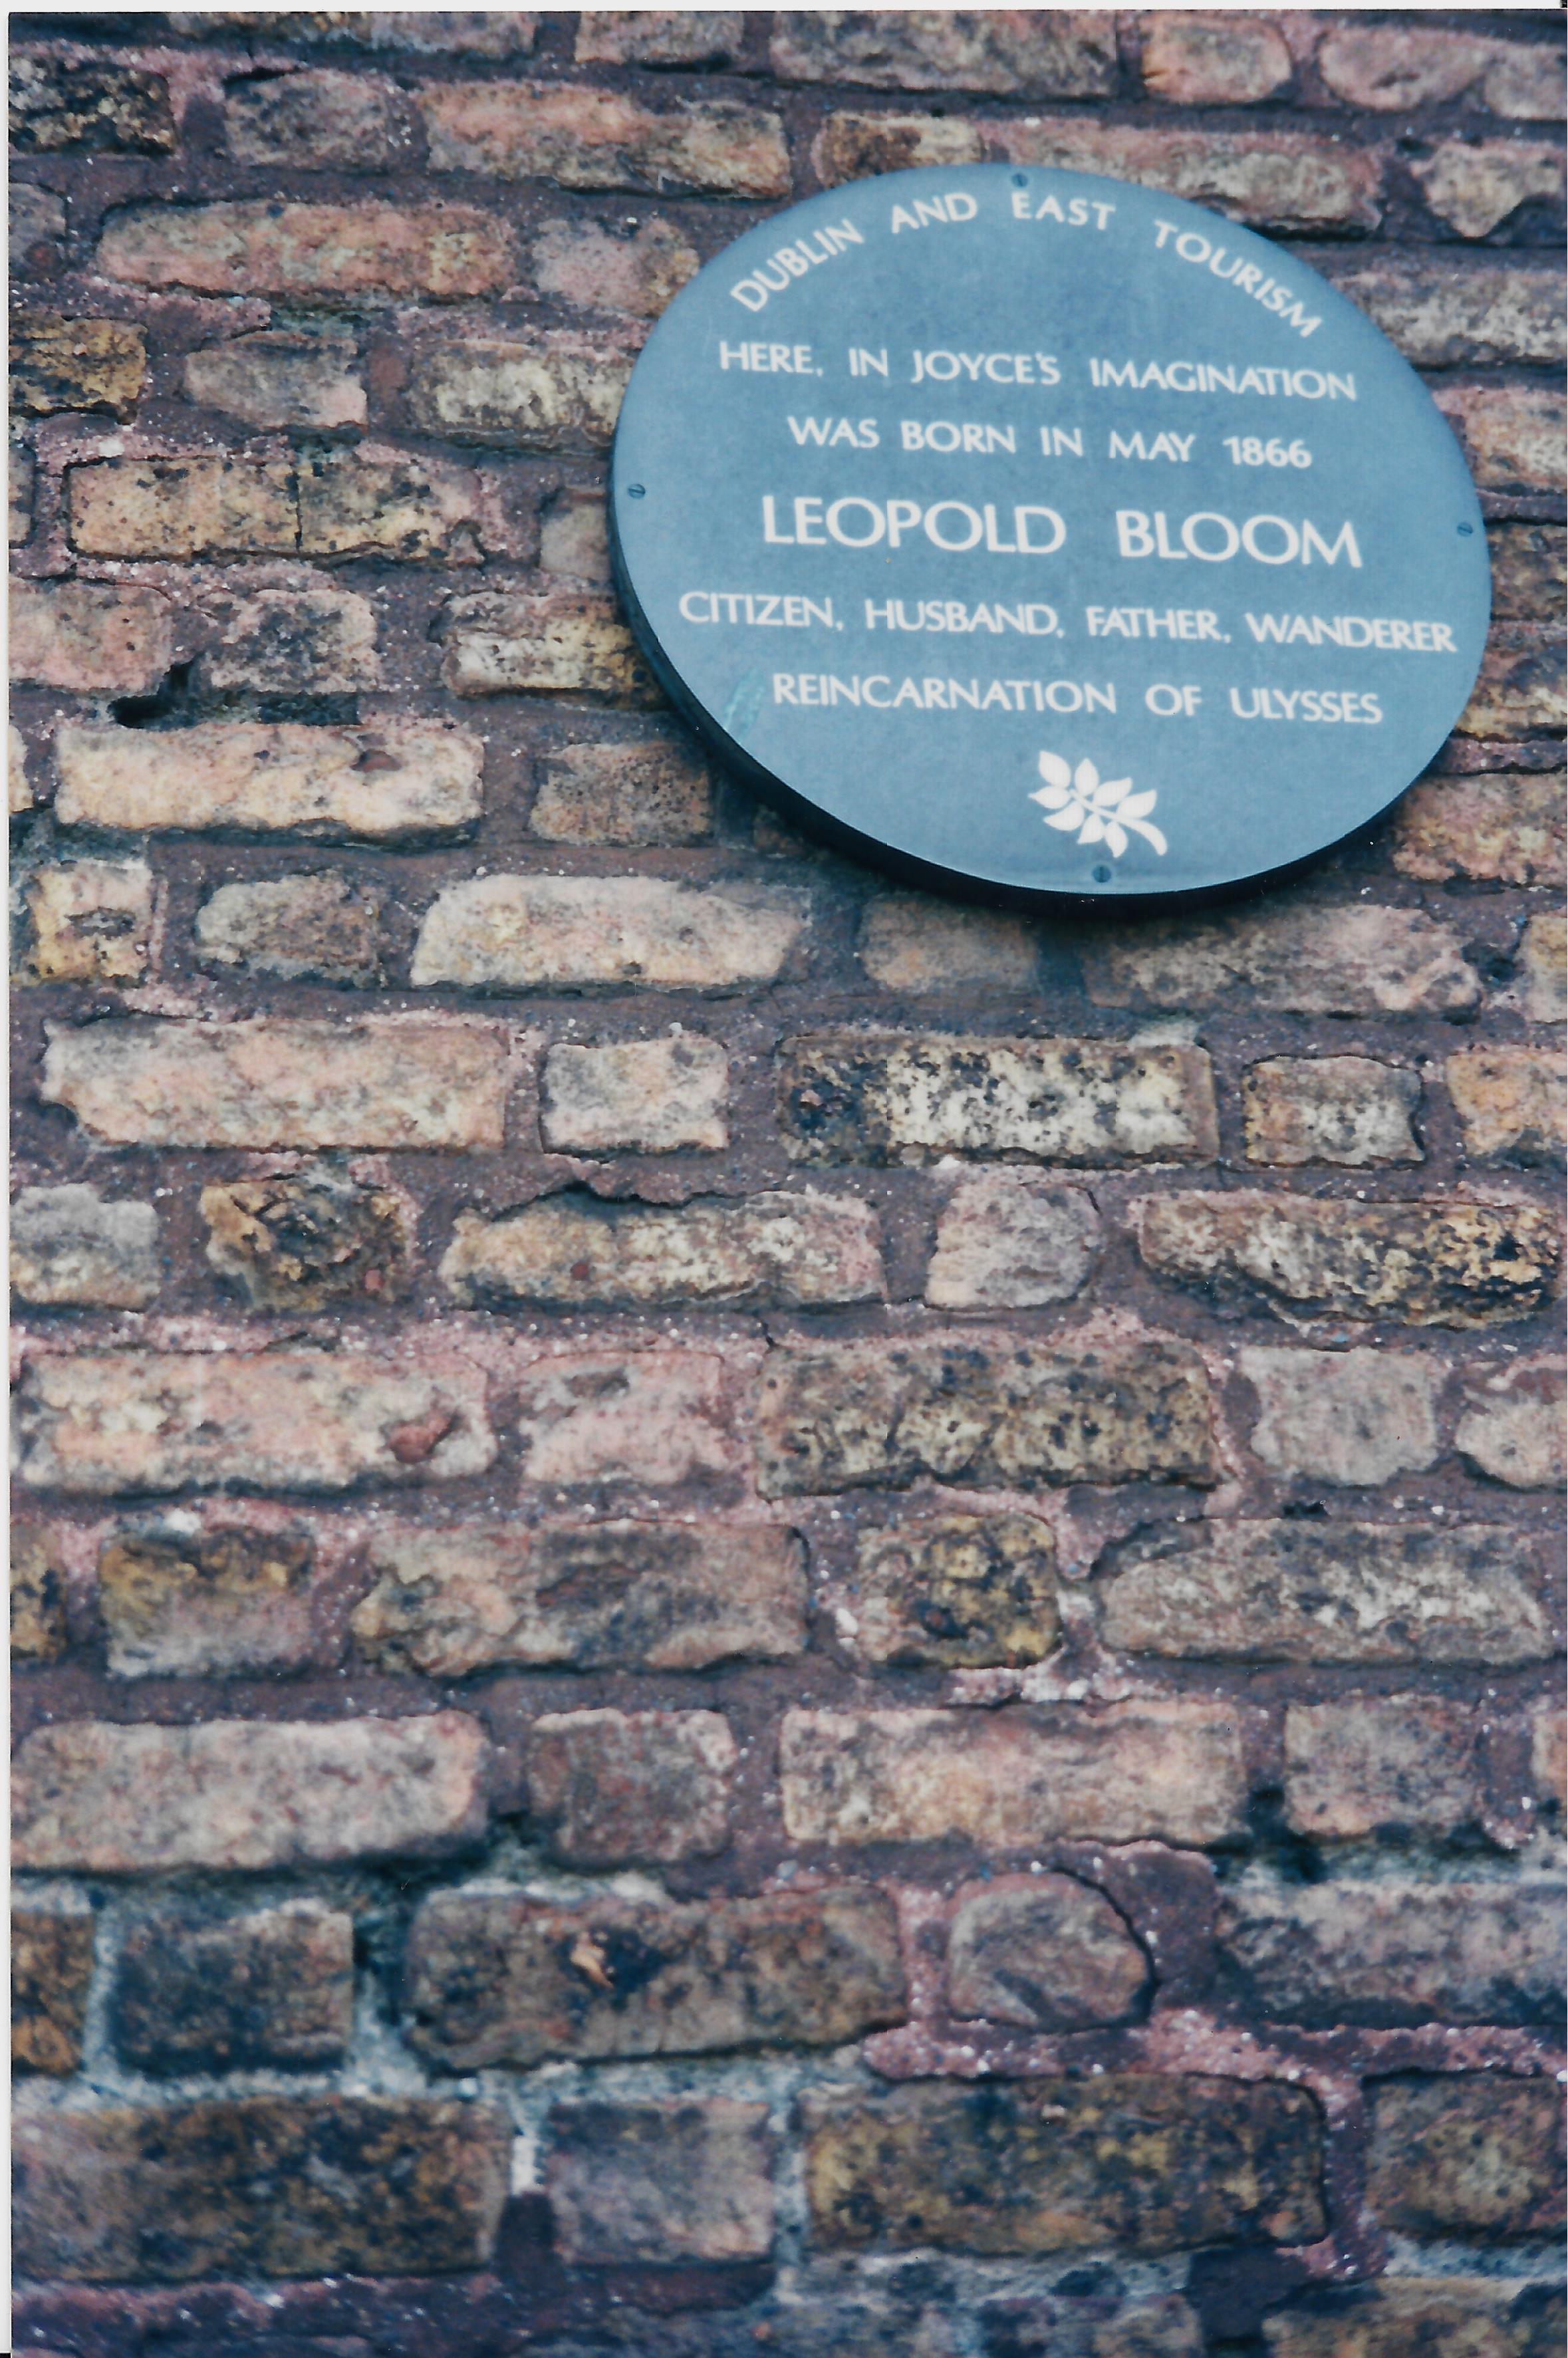 DUBLIN AND EAST TOURISM
HERE, IN JOYCE'S IMAGINATION
WAS BORN IN MAY 1866
LEOPOLD BLOOM
CITIZEN, HUSBAND, FATHER, WANDERER
REINCARNATION OF ULYSSES